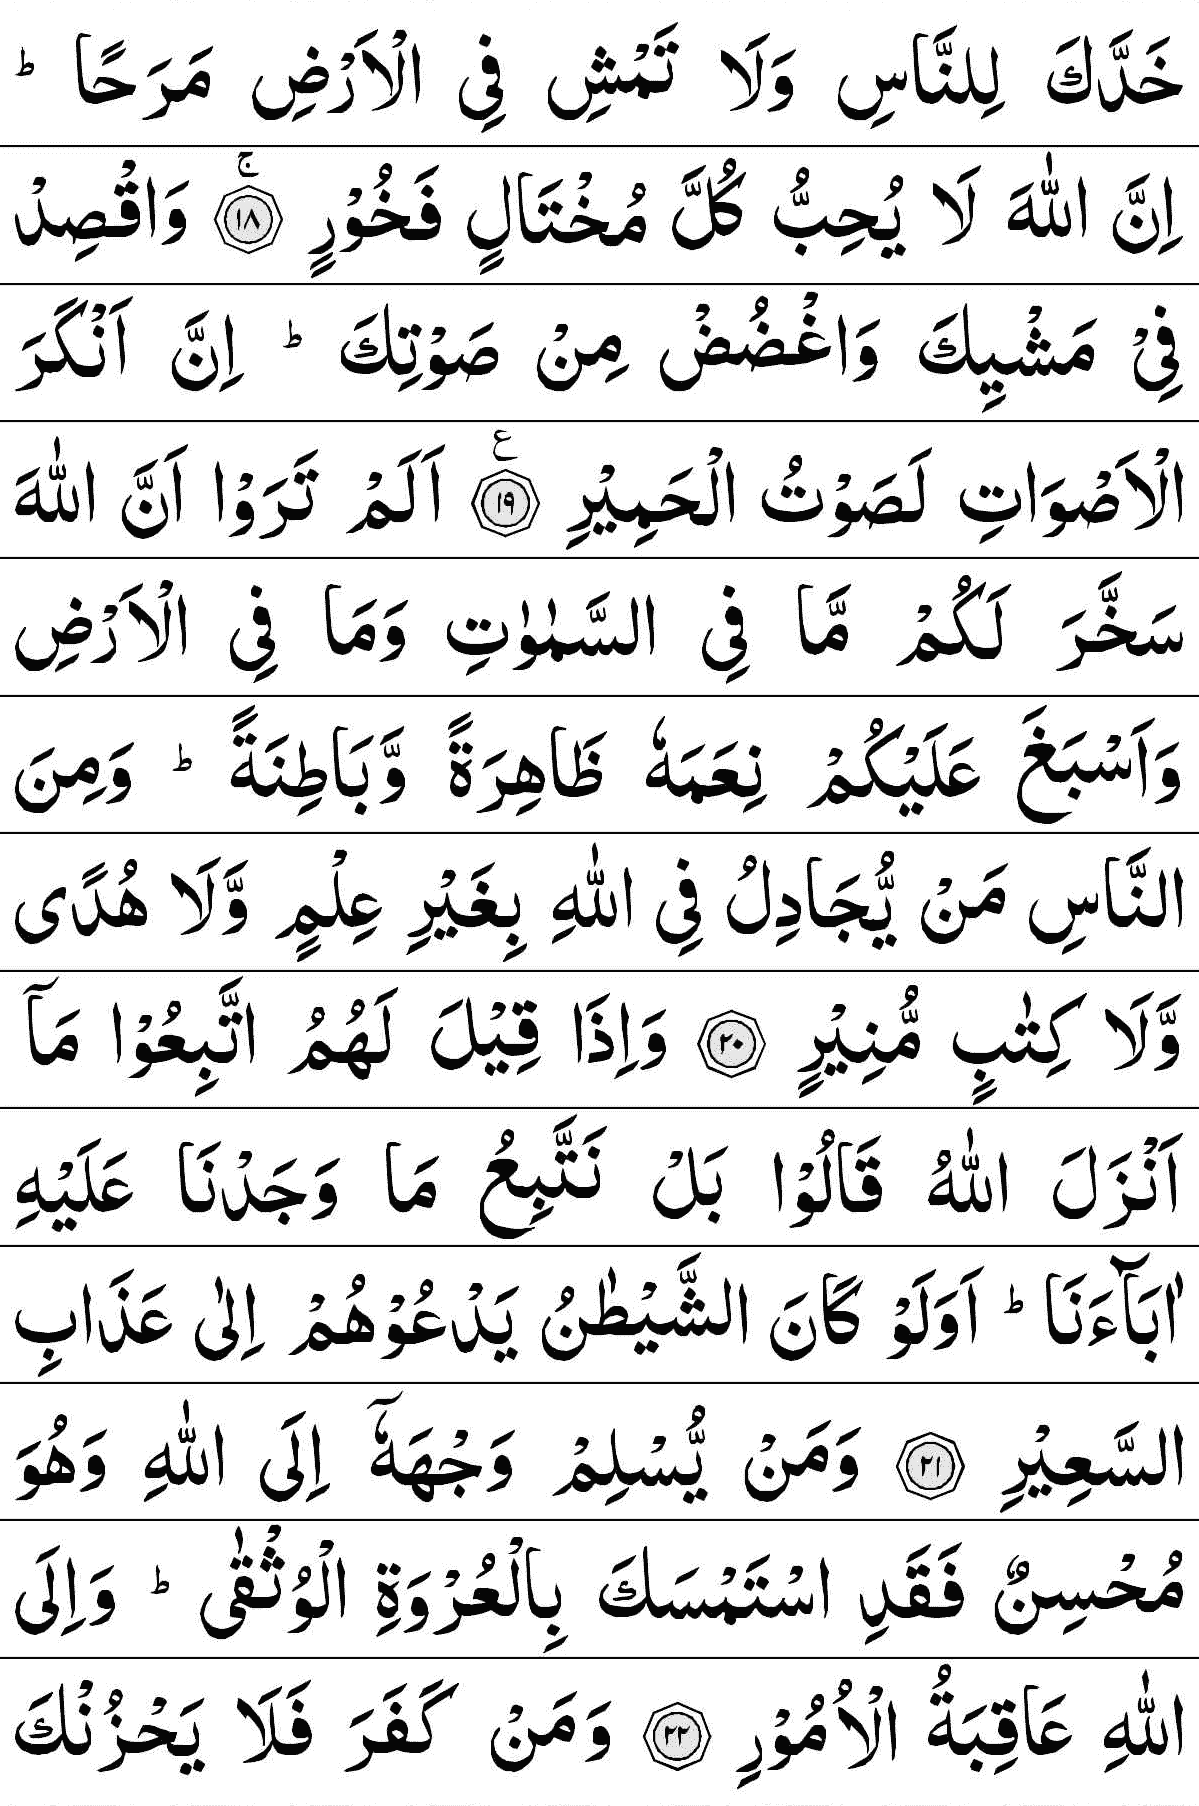 خَدَّكَ لِلنَّاسِ وَلَا تَمْشِ فِي الْاَرْضِ مَرَحًا ؕ
اِنَّ اللّٰهَ لَا يُحِبُّ كُلَّ مُخْتَالٍ فَخُوْرٍ ۚ ﴿١٨﴾ وَاقْصِدْ
فِيْ مَشْيِكَ وَاغْضُضْ مِنْ صَوْتِكَ ؕ اِنَّ اَنْكَرَ
الْاَصْوَاتِ لَصَوْتُ الْحَمِيْرِ ﴿١٩﴾ ع اَلَمْ تَرَوْا اَنَّ اللّٰهَ
سَخَّرَ لَكُمْ مَّا فِي السَّمٰوٰتِ وَمَا فِي الْاَرْضِ
وَاَسْبَغَ عَلَيْكُمْ نِعَمَهٗ ظَاهِرَةً وَّبَاطِنَةً ؕ وَمِنَ
النَّاسِ مَنْ يُّجَادِلُ فِي اللّٰهِ بِغَيْرِ عِلْمٍ وَّلَا هُدًى
وَّلَا كِتٰبٍ مُّنِيْرٍ ﴿٢٠﴾ وَاِذَا قِيْلَ لَهُمُ اتَّبِعُوْا مَآ
اَنْزَلَ اللّٰهُ قَالُوْا بَلْ نَتَّبِعُ مَا وَجَدْنَا عَلَيْهِ
اٰبَآءَنَا ؕ اَوَلَوْ كَانَ الشَّيْطٰنُ يَدْعُوْهُمْ اِلٰى عَذَابِ
السَّعِيْرِ ﴿٢١﴾ وَمَنْ يُّسْلِمْ وَجْهَهٗٓ اِلَى اللّٰهِ وَهُوَ
مُحْسِنٌ فَقَدِ اسْتَمْسَكَ بِالْعُرْوَةِ الْوُثْقٰى ؕ وَاِلَى
اللّٰهِ عَاقِبَةُ الْاُمُوْرِ ﴿٢٢﴾ وَمَنْ كَفَرَ فَلَا يَحْزُنْكَ